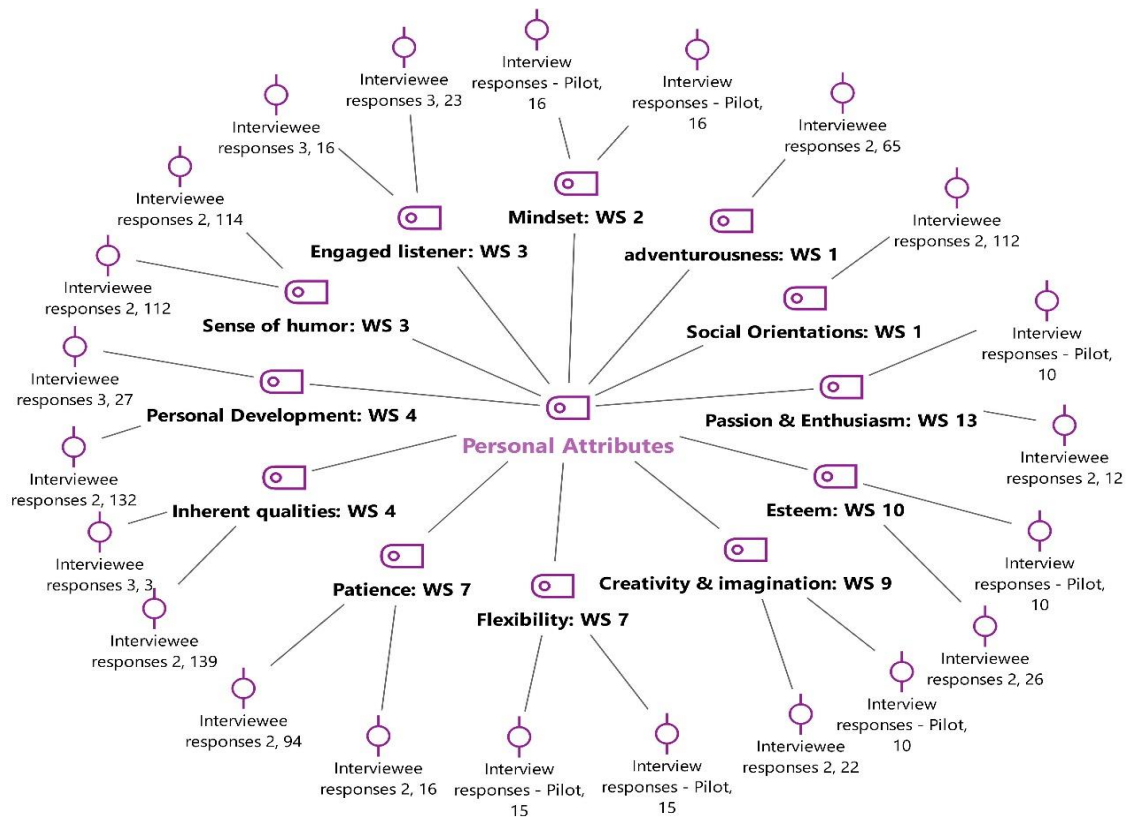 Interview
responses - Pilot,
16
Interview
responses - Pilot,
16
Interviewee
responses 3, 23
Interviewee
responses 3, 16
Interviewee
responses 2, 65
Interviewee
responses 2, 114
Interviewee
responses 2, 112
Mindset: WS 2
Engaged listener: WS 3
adventurousness: WS 1
Interviewee
responses 2, 112
Sense of humor: WS 3
Social Orientations: WS 1
Interview
responses - Pilot,
10
Interviewee
responses 3, 27
Personal Development: WS 4
Passion & Enthusiasm: WS 13
Personal Attributes
Interviewee
responses 2, 12
Interviewee
responses 2, 132
Inherent qualities: WS 4
Esteem: WS 10
Interviewee
responses 3, 3
Interview
responses - Pilot,
10
Patience: WS 7
Flexibility: WS 7
Creativity & imagination: WS 9
Interviewee
responses 2, 139
Interviewee
responses 2, 26
Interviewee
responses 2, 94
Interview
responses - Pilot,
10
Interviewee
responses 2, 16
Interview
responses - Pilot,
15
Interview
responses - Pilot,
15
Interviewee
responses 2, 22